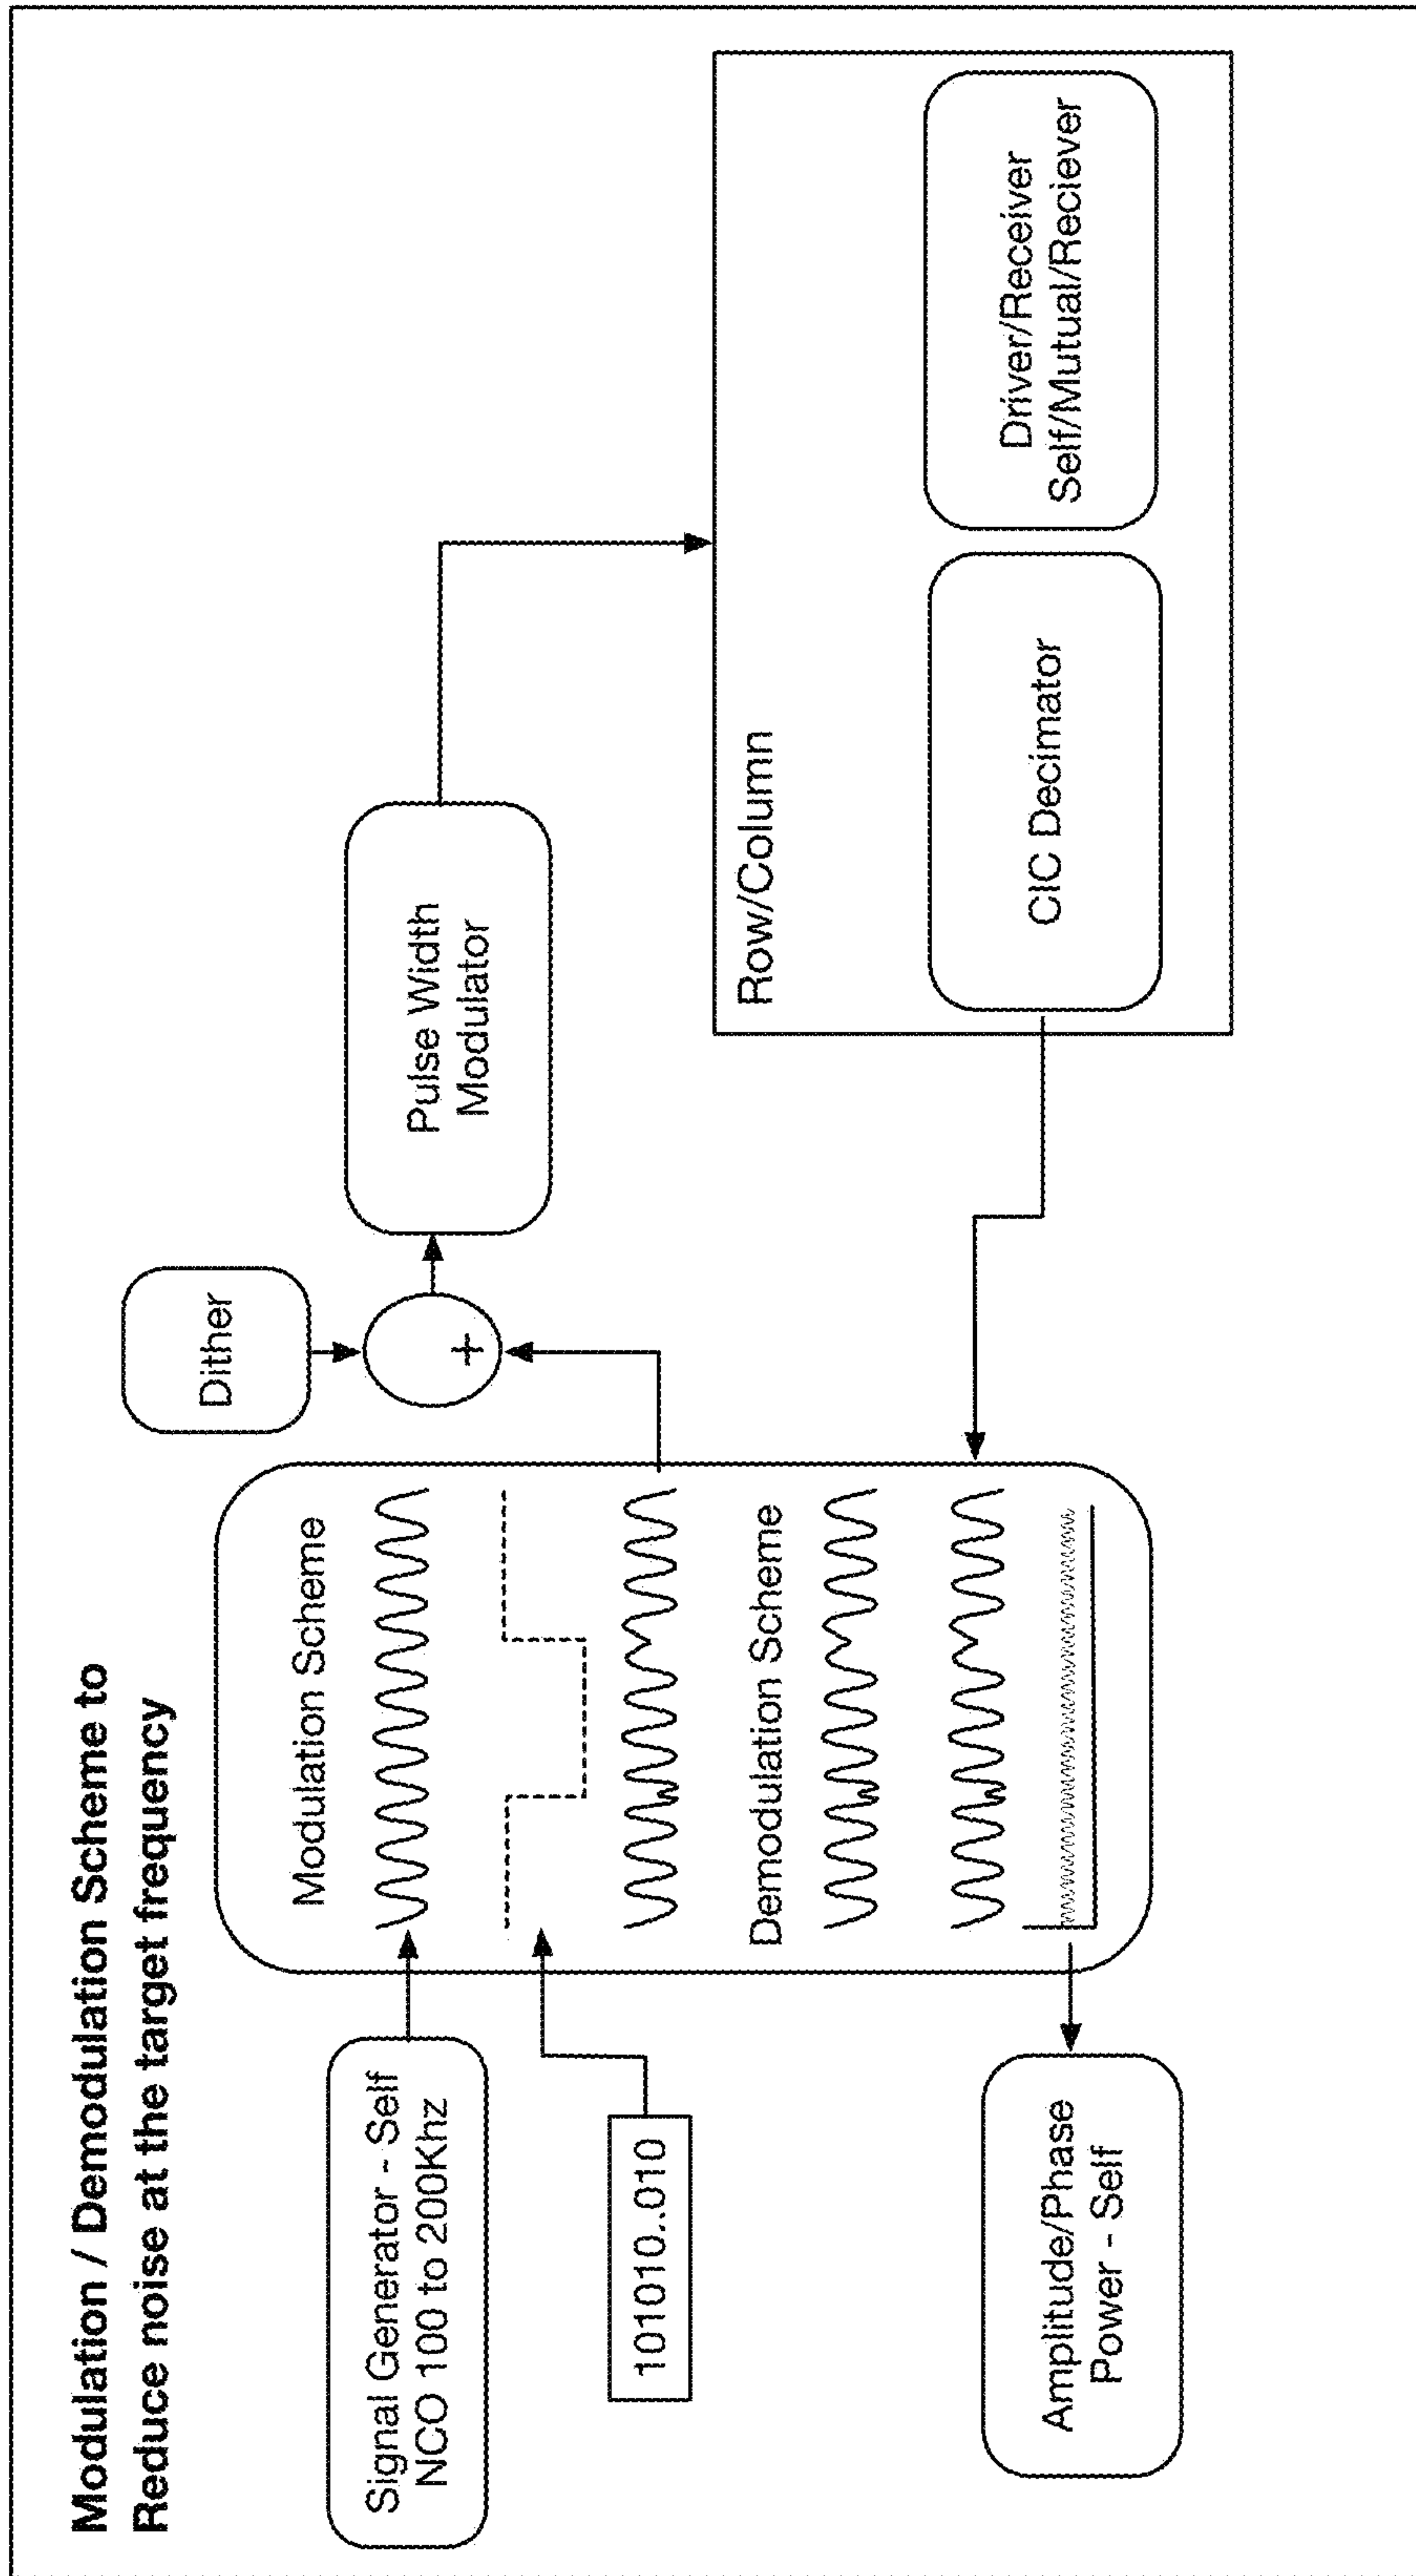 Modulation / Demodulation Scheme to
Reduce noise at the target frequency
Signal Generator - Self
NCO 100 to 200Khz
101010..010
Amplitude/Phase
Power - Self
Modulation Scheme
Demodulation Scheme
Dither
+
Pulse Width
Modulator
Row/Column
CIC Decimator
Driver/Receiver
Self/Mutual/Reciever